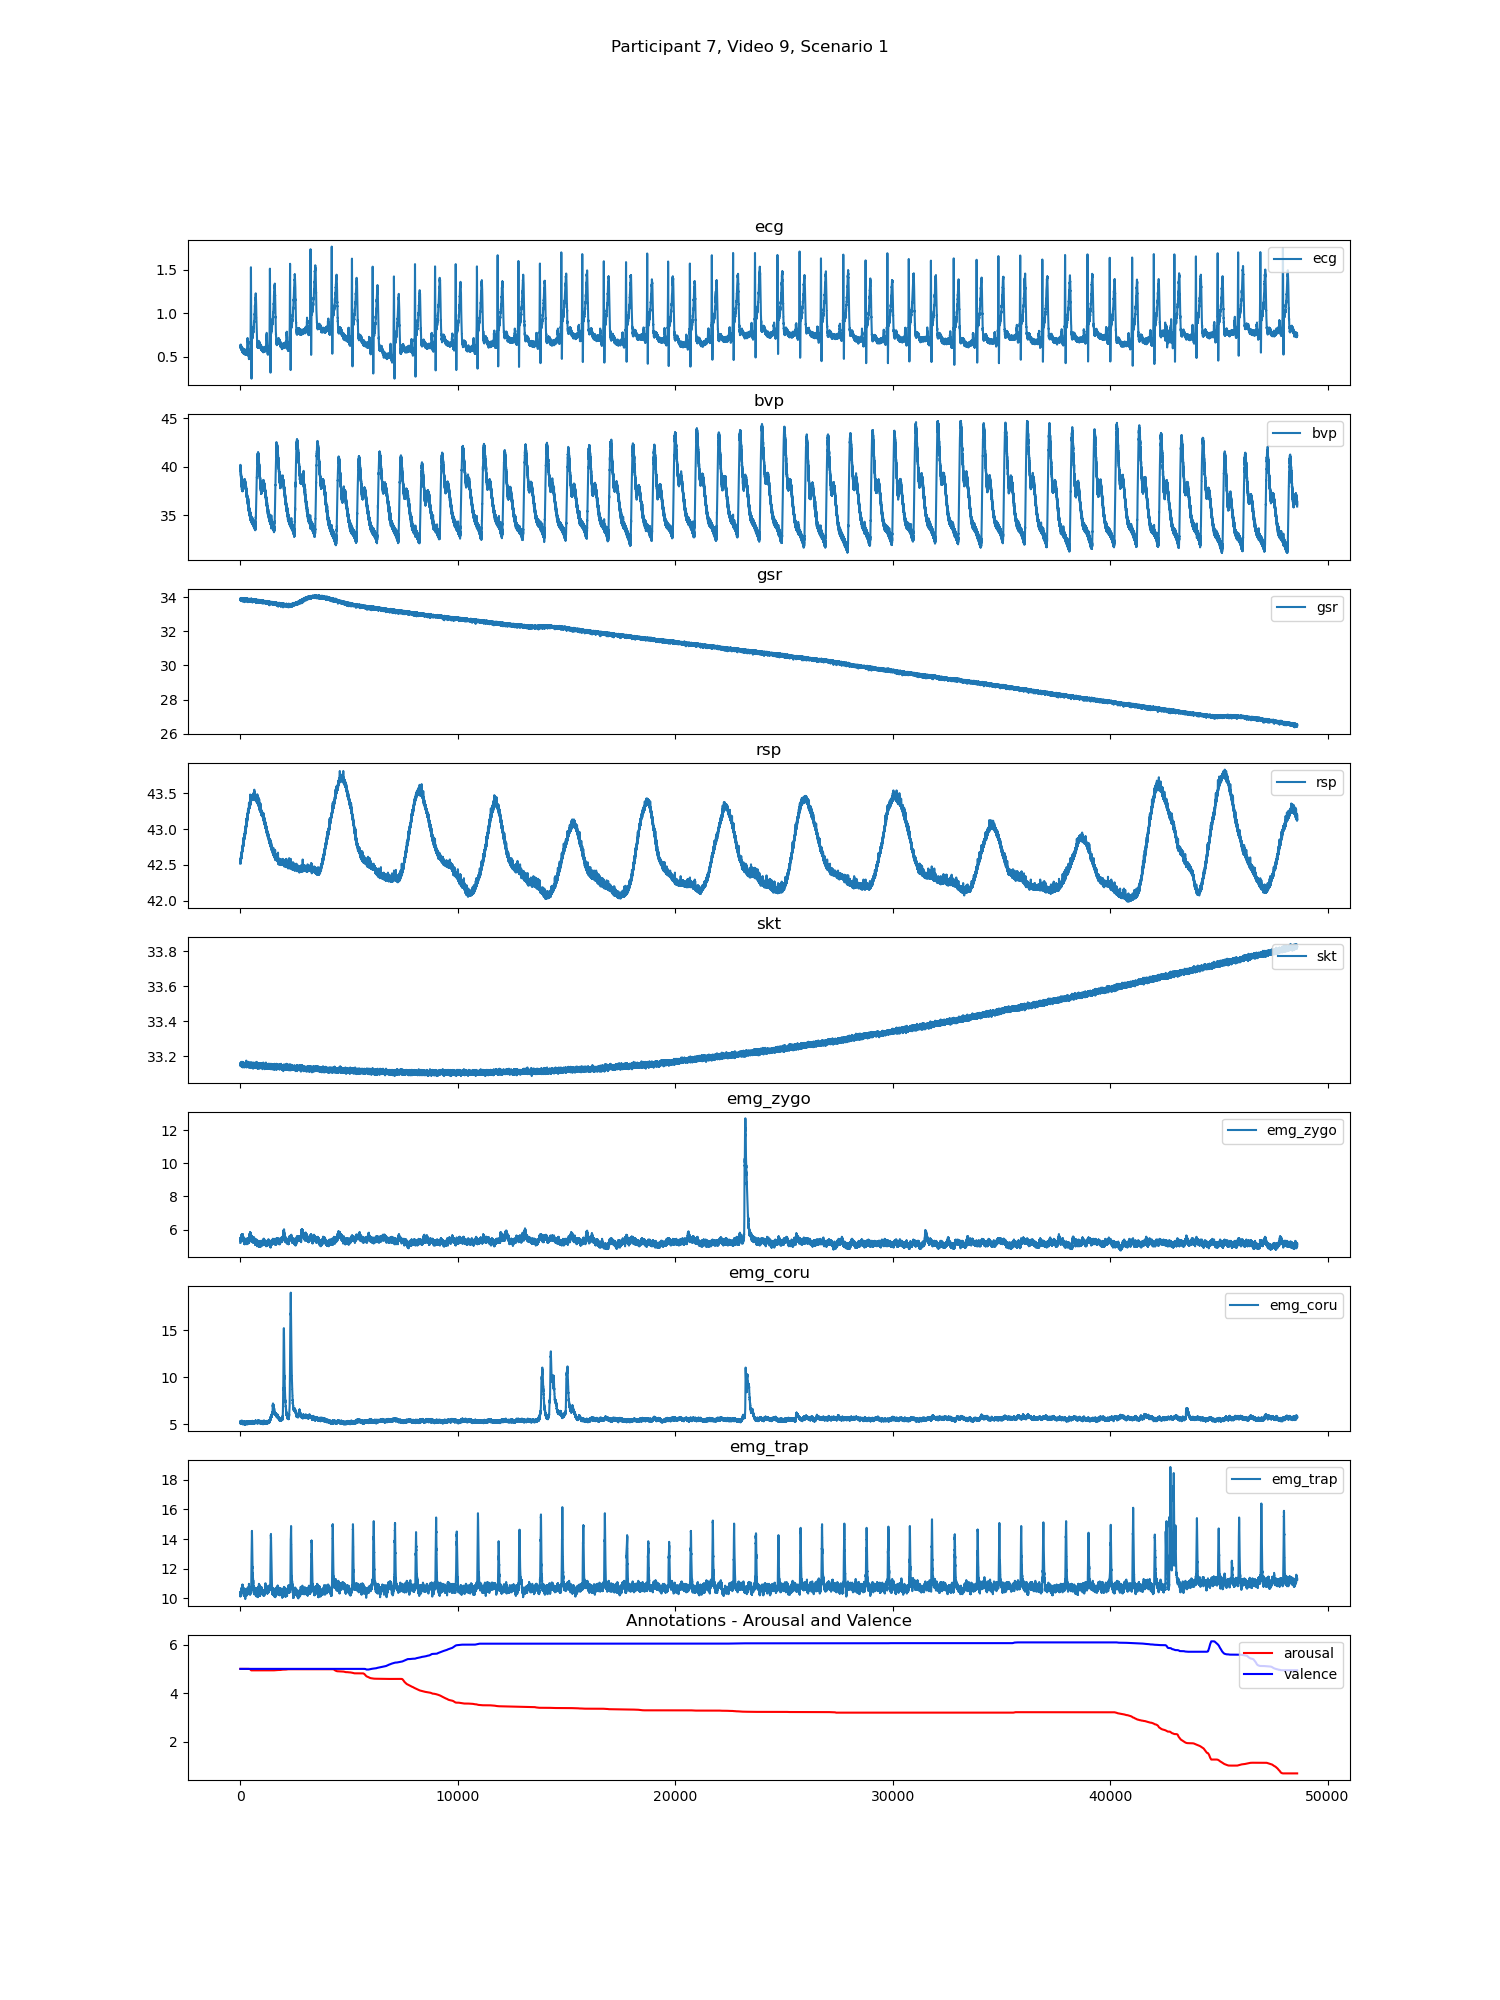 Participant 7, Video 9, Scenario 1
ecg
1.5
1.0
0.5
ecg
bvp
45
40
35
bvp
gsr
34
32
30
28
26
gsr
rsp
43.5
43.0
42.5
42.0
rsp
skt
33.8
33.6
33.4
33.2
skt
emg_zygo
12
10
8
6
emg_zygo
emg_coru
15
10
5
emg_coru
emg_trap
18
16
14
12
10
emg_trap
Annotations - Arousal and Valence
6
4
2
arousal
valence
0 10000 20000 30000 40000 50000